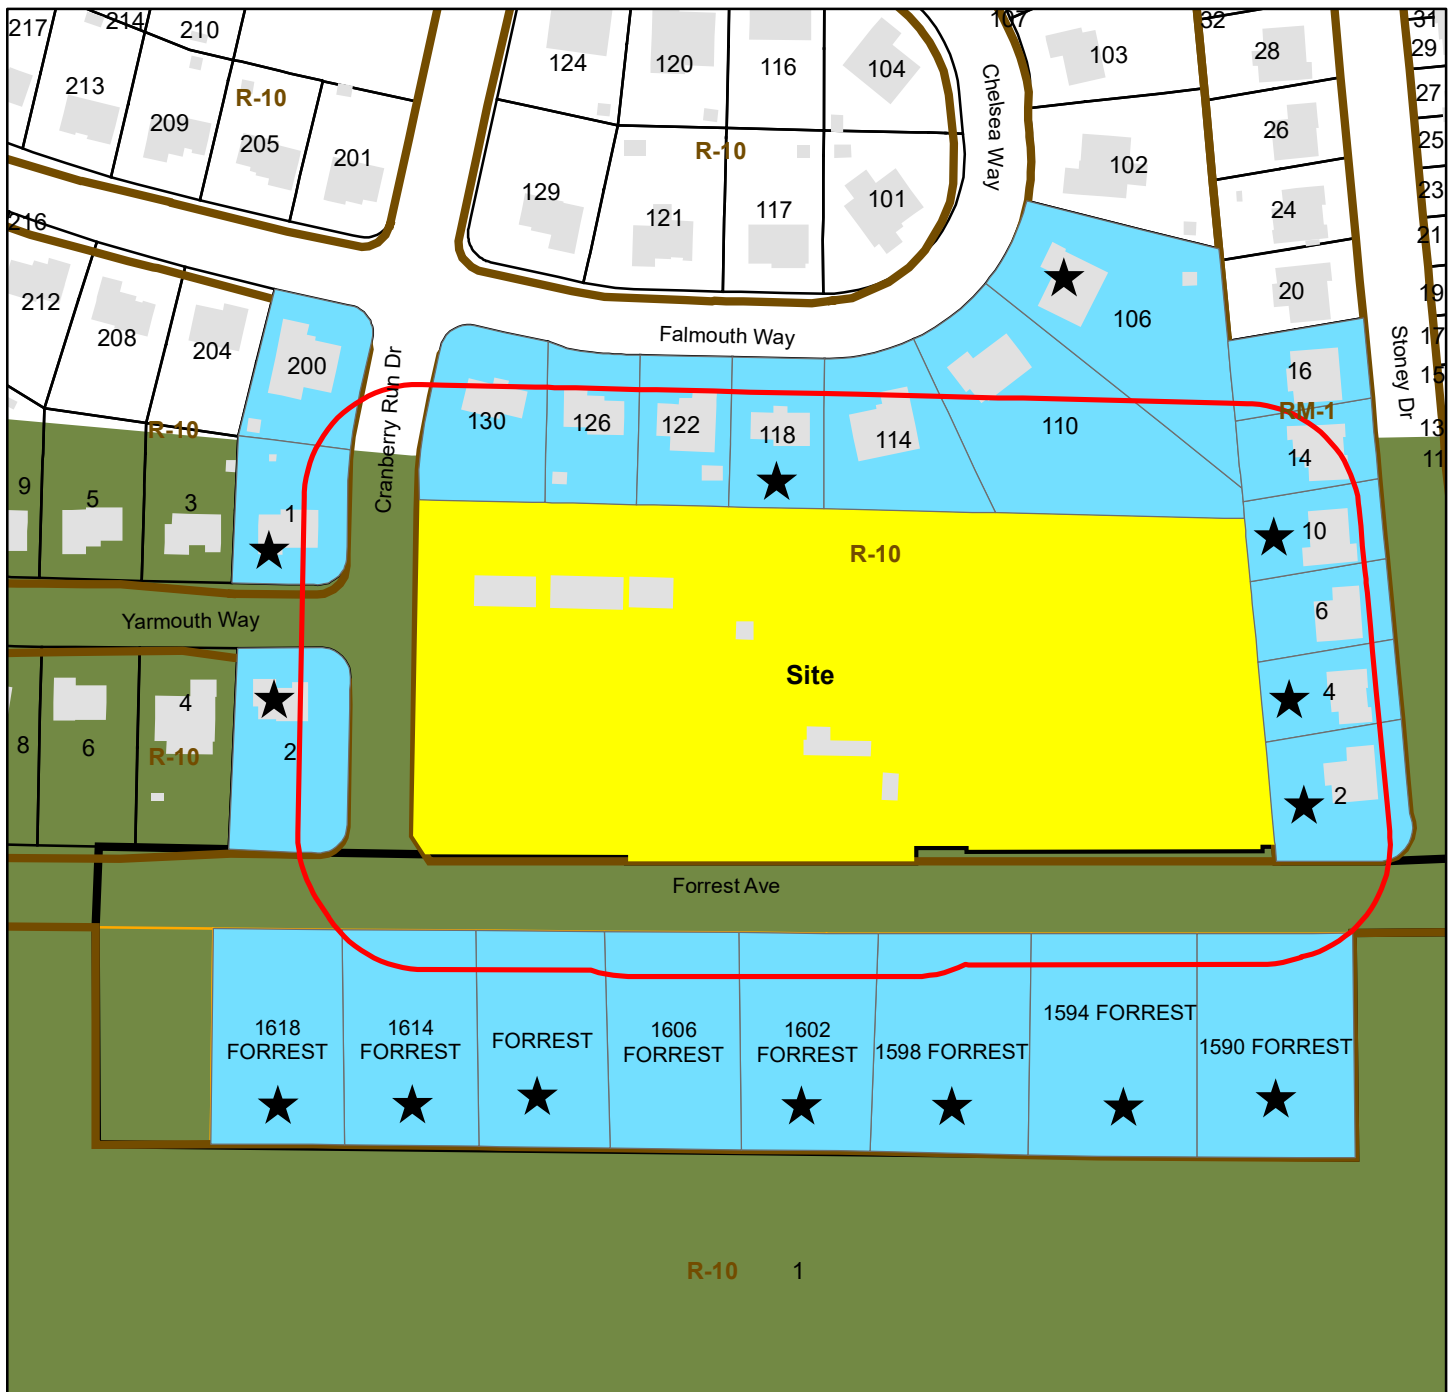 217
214
210
213
R-10
209
205
201
216
212
208
204
200
R-10
124
120
116
104
R-10
129
121
117
101
Chelsea Way
107
103
102
32
28
26
24
20
31
29
27
25
23
21
19
17
15
13
11
Stoney Dr
Falmouth Way
Cranberry Run Dr
106
110
130
126
122
118
114
16
RM-1
14
10
6
4
2
9
5
3
1
Yarmouth Way
8
6
4
R-10
2
R-10
Site
Forrest Ave
1618
FORREST
1614
FORREST
FORREST
1606
FORREST
1602
FORREST
1598 FORREST
1594 FORREST
1590 FORREST
R-10 1